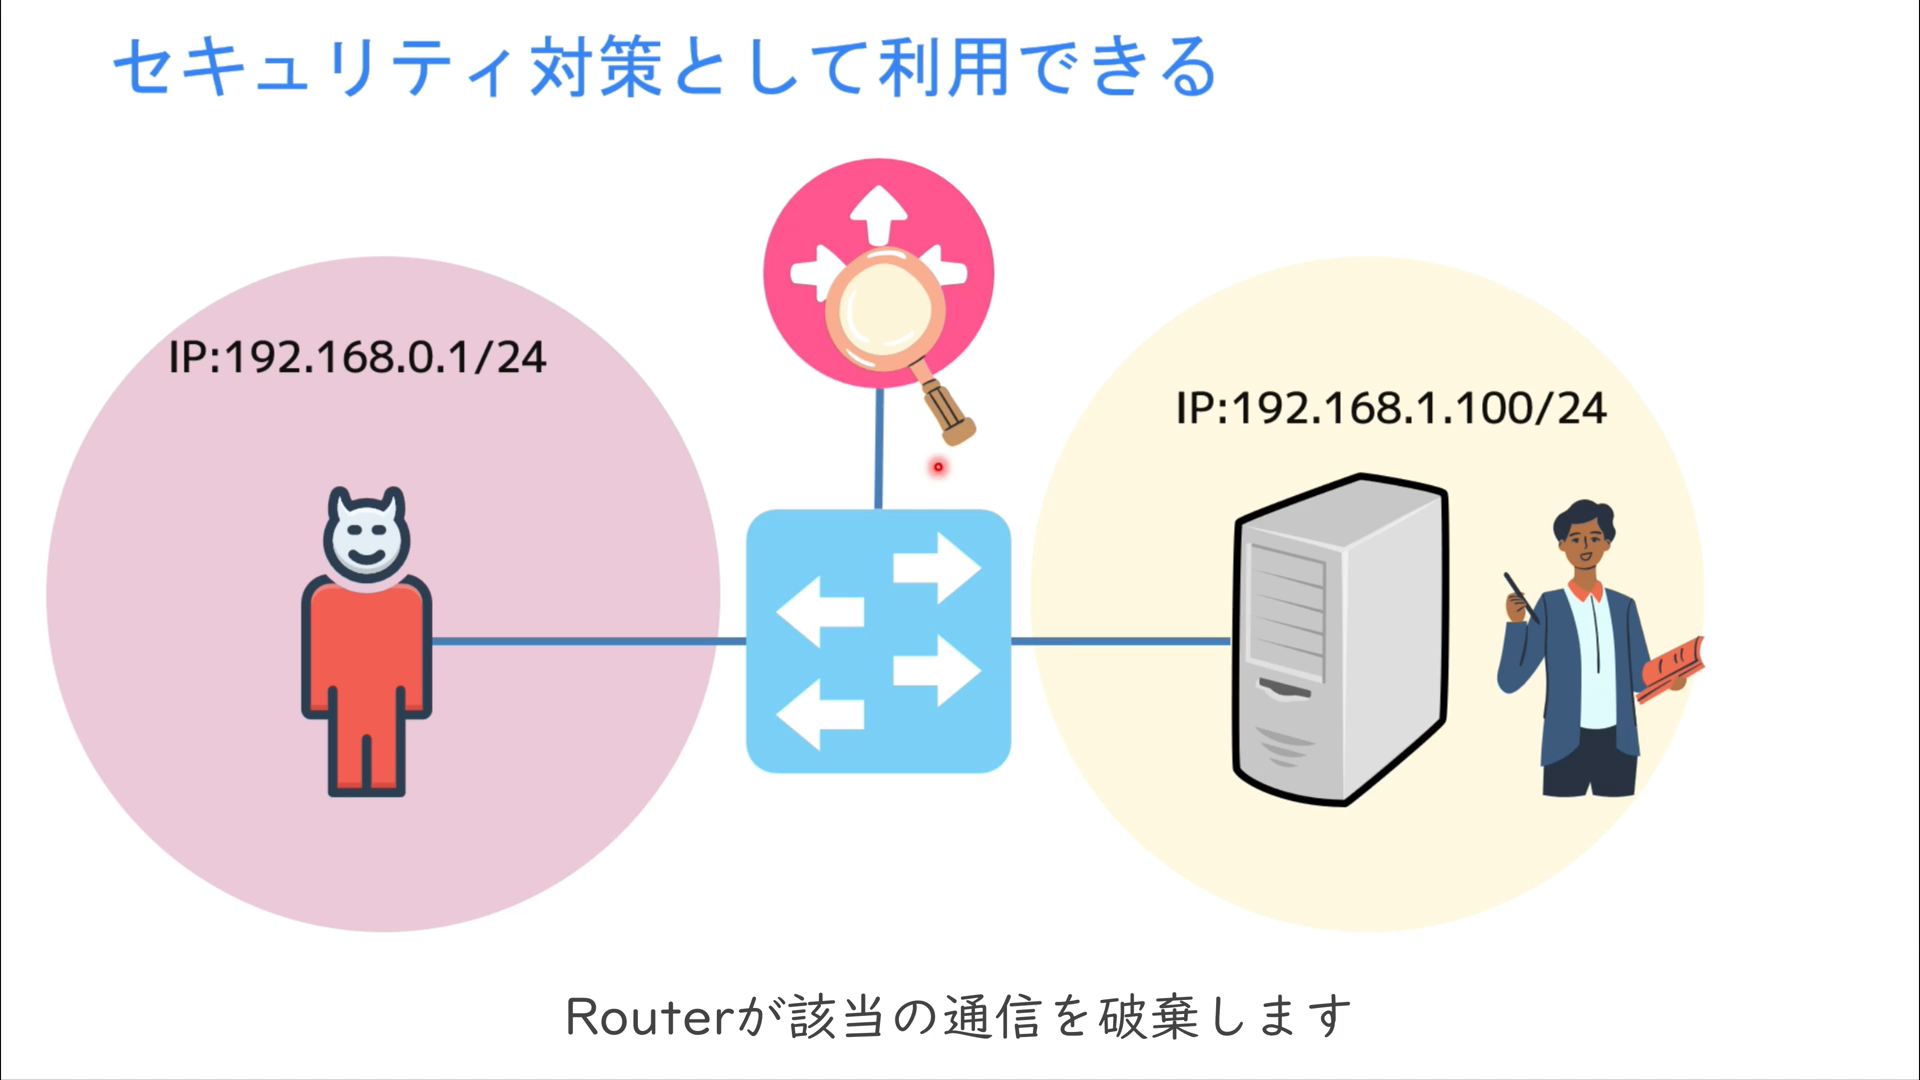 セキュリティ対策として利用できる
IP:192.168.0.1/24
IP:192.168.1.100/24
Routerが該当の通信を破棄します